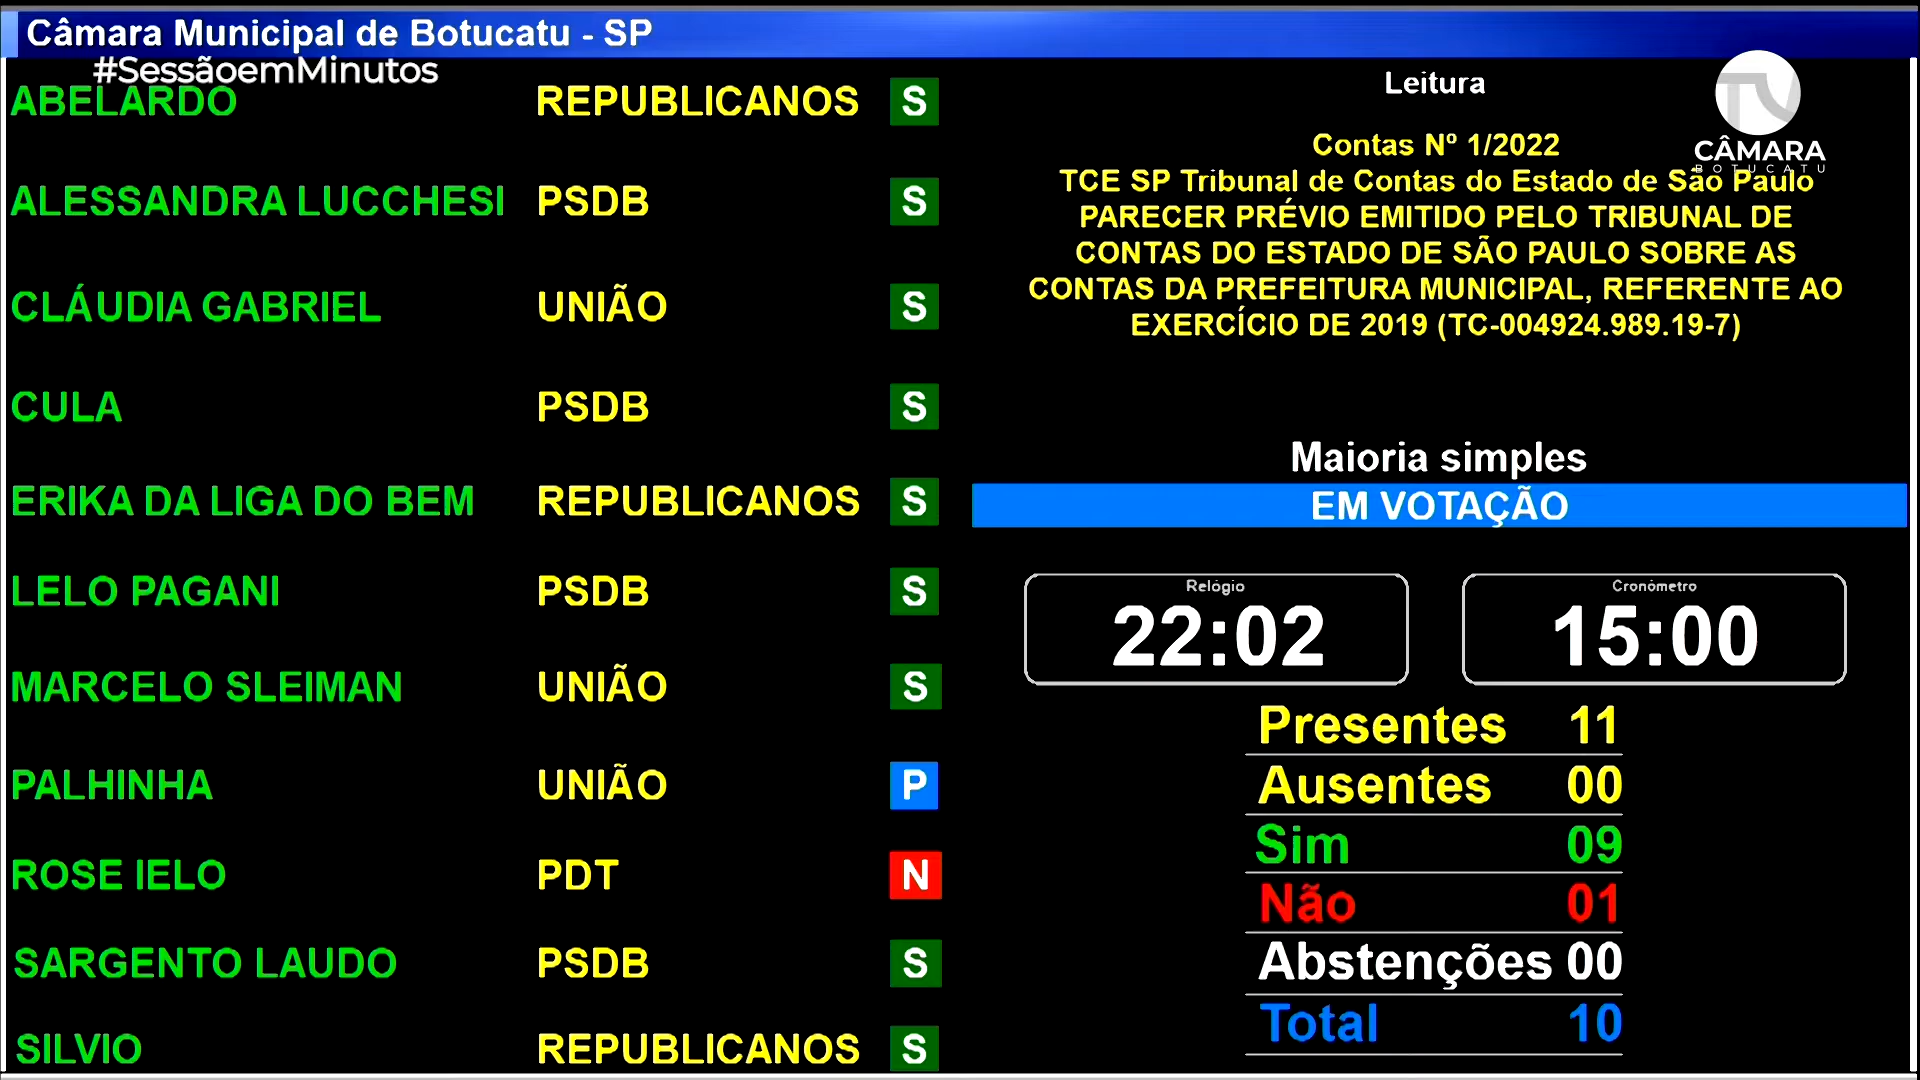 Câmara Municipal de Botucatu - SP
#SessãoemMinutos
ABELARDO REPUBLICANOS S
ALESSANDRA LUCCHESI PSDB S
CLÁUDIA GABRIEL UNIÃO S
CULA PSDB S
ERIKA DA LIGA DO BEM REPUBLICANOS S
LELO PAGANI PSDB S
MARCELO SLEIMAN UNIÃO S
PALHINHA UNIÃO P
ROSE IELO PDT N
SARGENTO LAUDO PSDB S
SILVIO REPUBLICANOS S
Leitura
Contas Nº 1/2022
TCE SP Tribunal de Contas do Estado de São Paulo
PARECER PRÉVIO EMITIDO PELO TRIBUNAL DE
CONTAS DO ESTADO DE SÃO PAULO SOBRE AS
CONTAS DA PREFEITURA MUNICIPAL, REFERENTE AO
EXERCÍCIO DE 2019 (TC-004924.989.19-7)
TV
CÂMARA
BOTUCATU
Maioria simples
EM VOTAÇÃO
Relógio
22:02
Cronómetro
15:00
Presentes 11
Ausentes 00
Sim 09
Não 01
Abstenções 00
Total 10